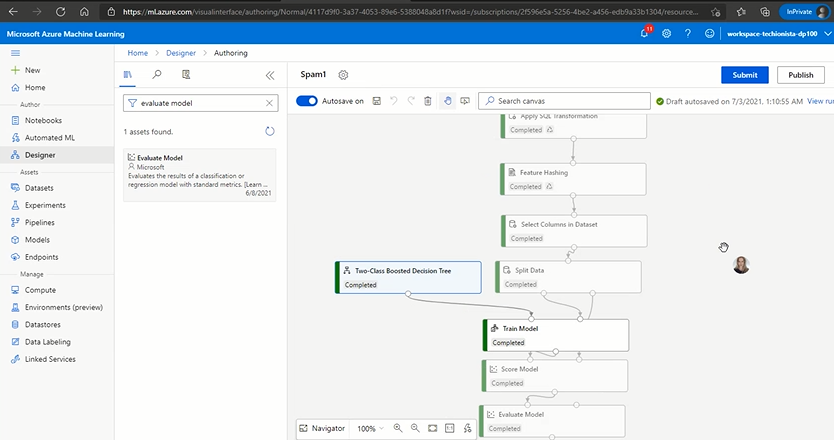 https://ml.azure.com/visualinterface/authoring/Normal/4117d9f0-3a37-4053-89e6-5388048a8d1f?wsid=/subscriptions/2f596e5a-5256-4be2-a456-edb9a33b1304/resource...
InPrivate
Microsoft Azure Machine Learning
11
workspace-techionista-dp100
Home
Designer
Authoring
New
Home
Author
Notebooks
Automated ML
Designer
Assets
Datasets
Experiments
Pipelines
Models
Endpoints
Manage
Compute
Environments (preview)
Datastores
Data Labeling
Linked Services
evaluate model
1 assets found.
Evaluate Model
Microsoft
Evaluates the results of a classification or
regression model with standard metrics. [Learn ...
6/8/2021
Spam1
Submit
Publish
Autosave on
Search canvas
Draft autosaved on 7/3/2021, 1:10:55 AM
View run
Apply SQL Transformation
Completed
Feature Hashing
Completed
Select Columns in Dataset
Completed
Two-Class Boosted Decision Tree
Completed
Split Data
Completed
Train Model
Completed
Score Model
Completed
Evaluate Model
Completed
Navigator
100%
1:1